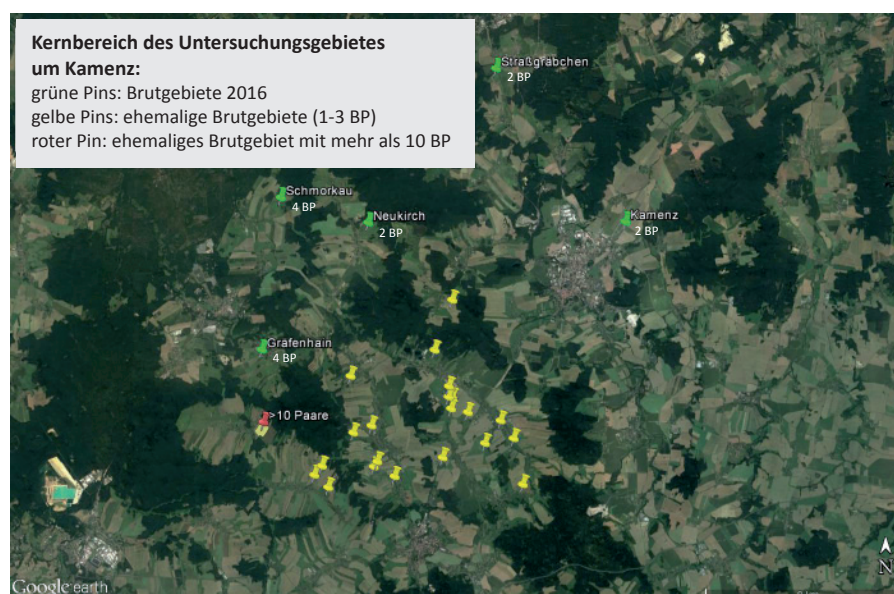 Kernbereich des Untersuchungsgebietes
um Kamenz:
grüne Pins: Brutgebiete 2016
gelbe Pins: ehemalige Brutgebiete (1-3 BP)
roter Pin: ehemaliges Brutgebiet mit mehr als 10 BP
Straßgräbchen
2 BP
Schmorkau
4 BP
Neukirch
2 BP
Kamenz
2 BP
Gräfenhain
4 BP
>10 Paare
N
Google earth